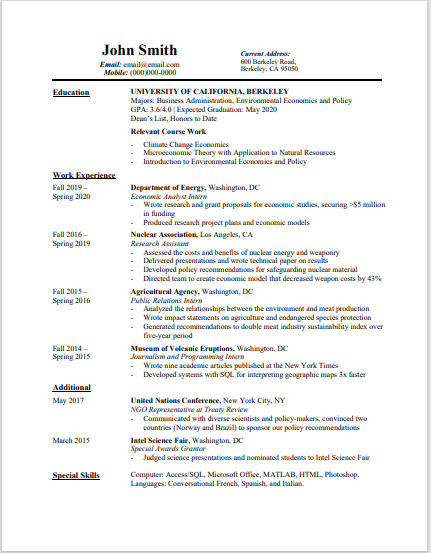 John Smith
Email: email@email.com
Mobile: (000)000-0000
Current Address:
600 Berkeley Road,
Berkeley, CA 95050
Education
UNIVERSITY OF CALIFORNIA, BERKELEY
Majors: Business Administration, Environmental Economics and Policy
GPA: 3.6/4.0 | Expected Graduation: May 2020
Dean's List, Honors to Date
Relevant Course Work
- Climate Change Economics
- Microeconomic Theory with Application to Natural Resources
- Introduction to Environmental Economics and Policy
Work Experience
Fall 2019 – Department of Energy, Washington, DC
Spring 2020 Economic Analyst Intern
- Wrote research and grant proposals for economic studies, securing >$5 million
in funding
- Produced research project plans and economic models
Fall 2016 – Nuclear Association, Los Angeles, CA
Spring 2019 Research Assistant
- Assessed the costs and benefits of nuclear energy and weaponry
- Delivered presentations and wrote technical paper on results
- Developed policy recommendations for safeguarding nuclear material
- Directed team to create economic model that decreased weapon costs by 43%
Fall 2015 – Agricultural Agency, Washington, DC
Spring 2016 Public Relations Intern
- Analyzed the relationships between the environment and meat production
- Wrote impact statements on agriculture and endangered species protection
- Generated recommendations to double meat industry sustainability index over
five-year period
Fall 2014 – Museum of Volcanic Eruptions, Washington, DC
Spring 2015 Journalism and Programming Intern
- Wrote nine academic articles published at the New York Times
- Developed systems with SQL for interpreting geographic maps 3x faster
Additional
May 2017 United Nations Conference, New York City, NY
NGO Representative at Treaty Review
- Communicated with diverse scientists and policy-makers, convinced two
countries (Norway and Brazil) to sponsor our policy recommendations
March 2015 Intel Science Fair, Washington, DC
Special Awards Grantor
- Judged science presentations and nominated students to Intel Science Fair
Special Skills Computer: Access/SQL, Microsoft Office, MATLAB, HTML, Photoshop.
Languages: Conversational French, Spanish, and Italian.